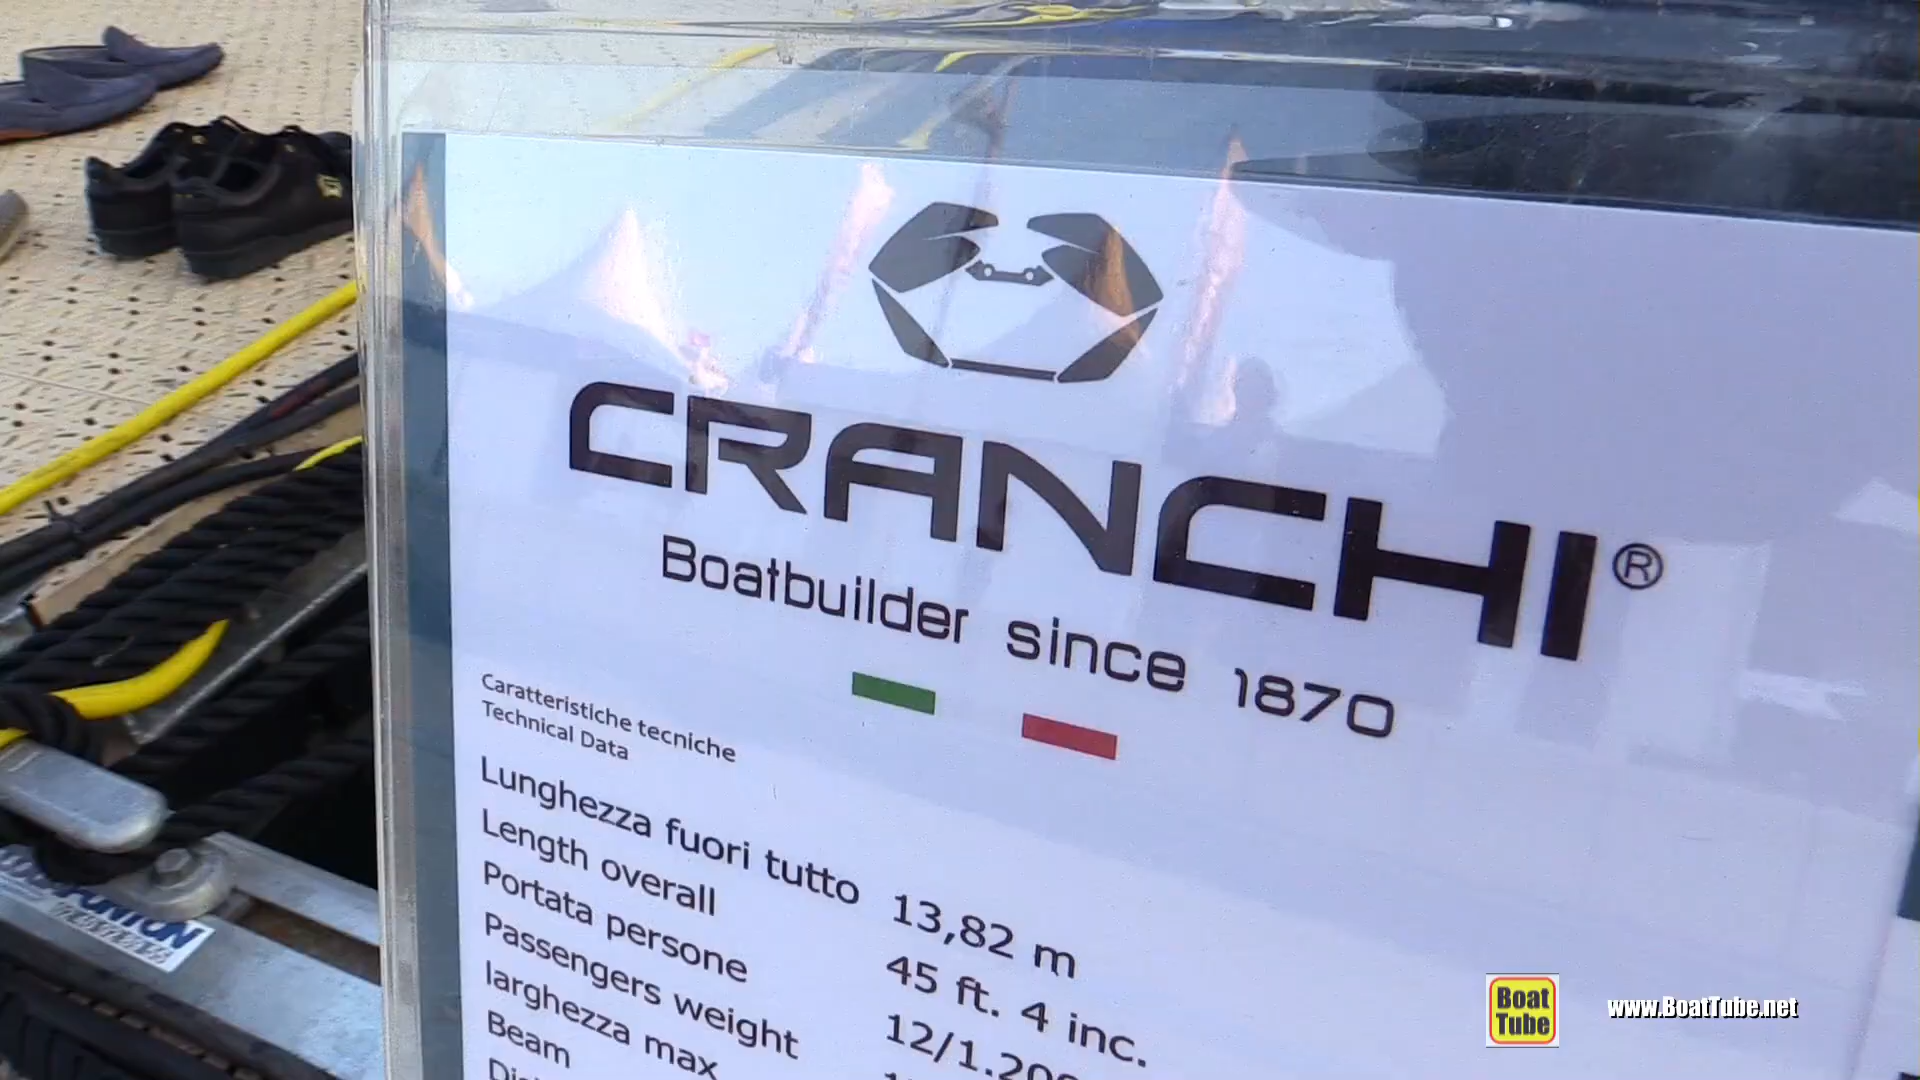 CRANCHI®
Boatbuilder since 1870
Caratteristiche tecniche
Technical Data
Lunghezza fuori tutto 13,82 m
Length overall 45 ft. 4 inc.
Portata persone
Passengers weight
larghezza max
Beam
Boat
Tube
www.BoatTube.net